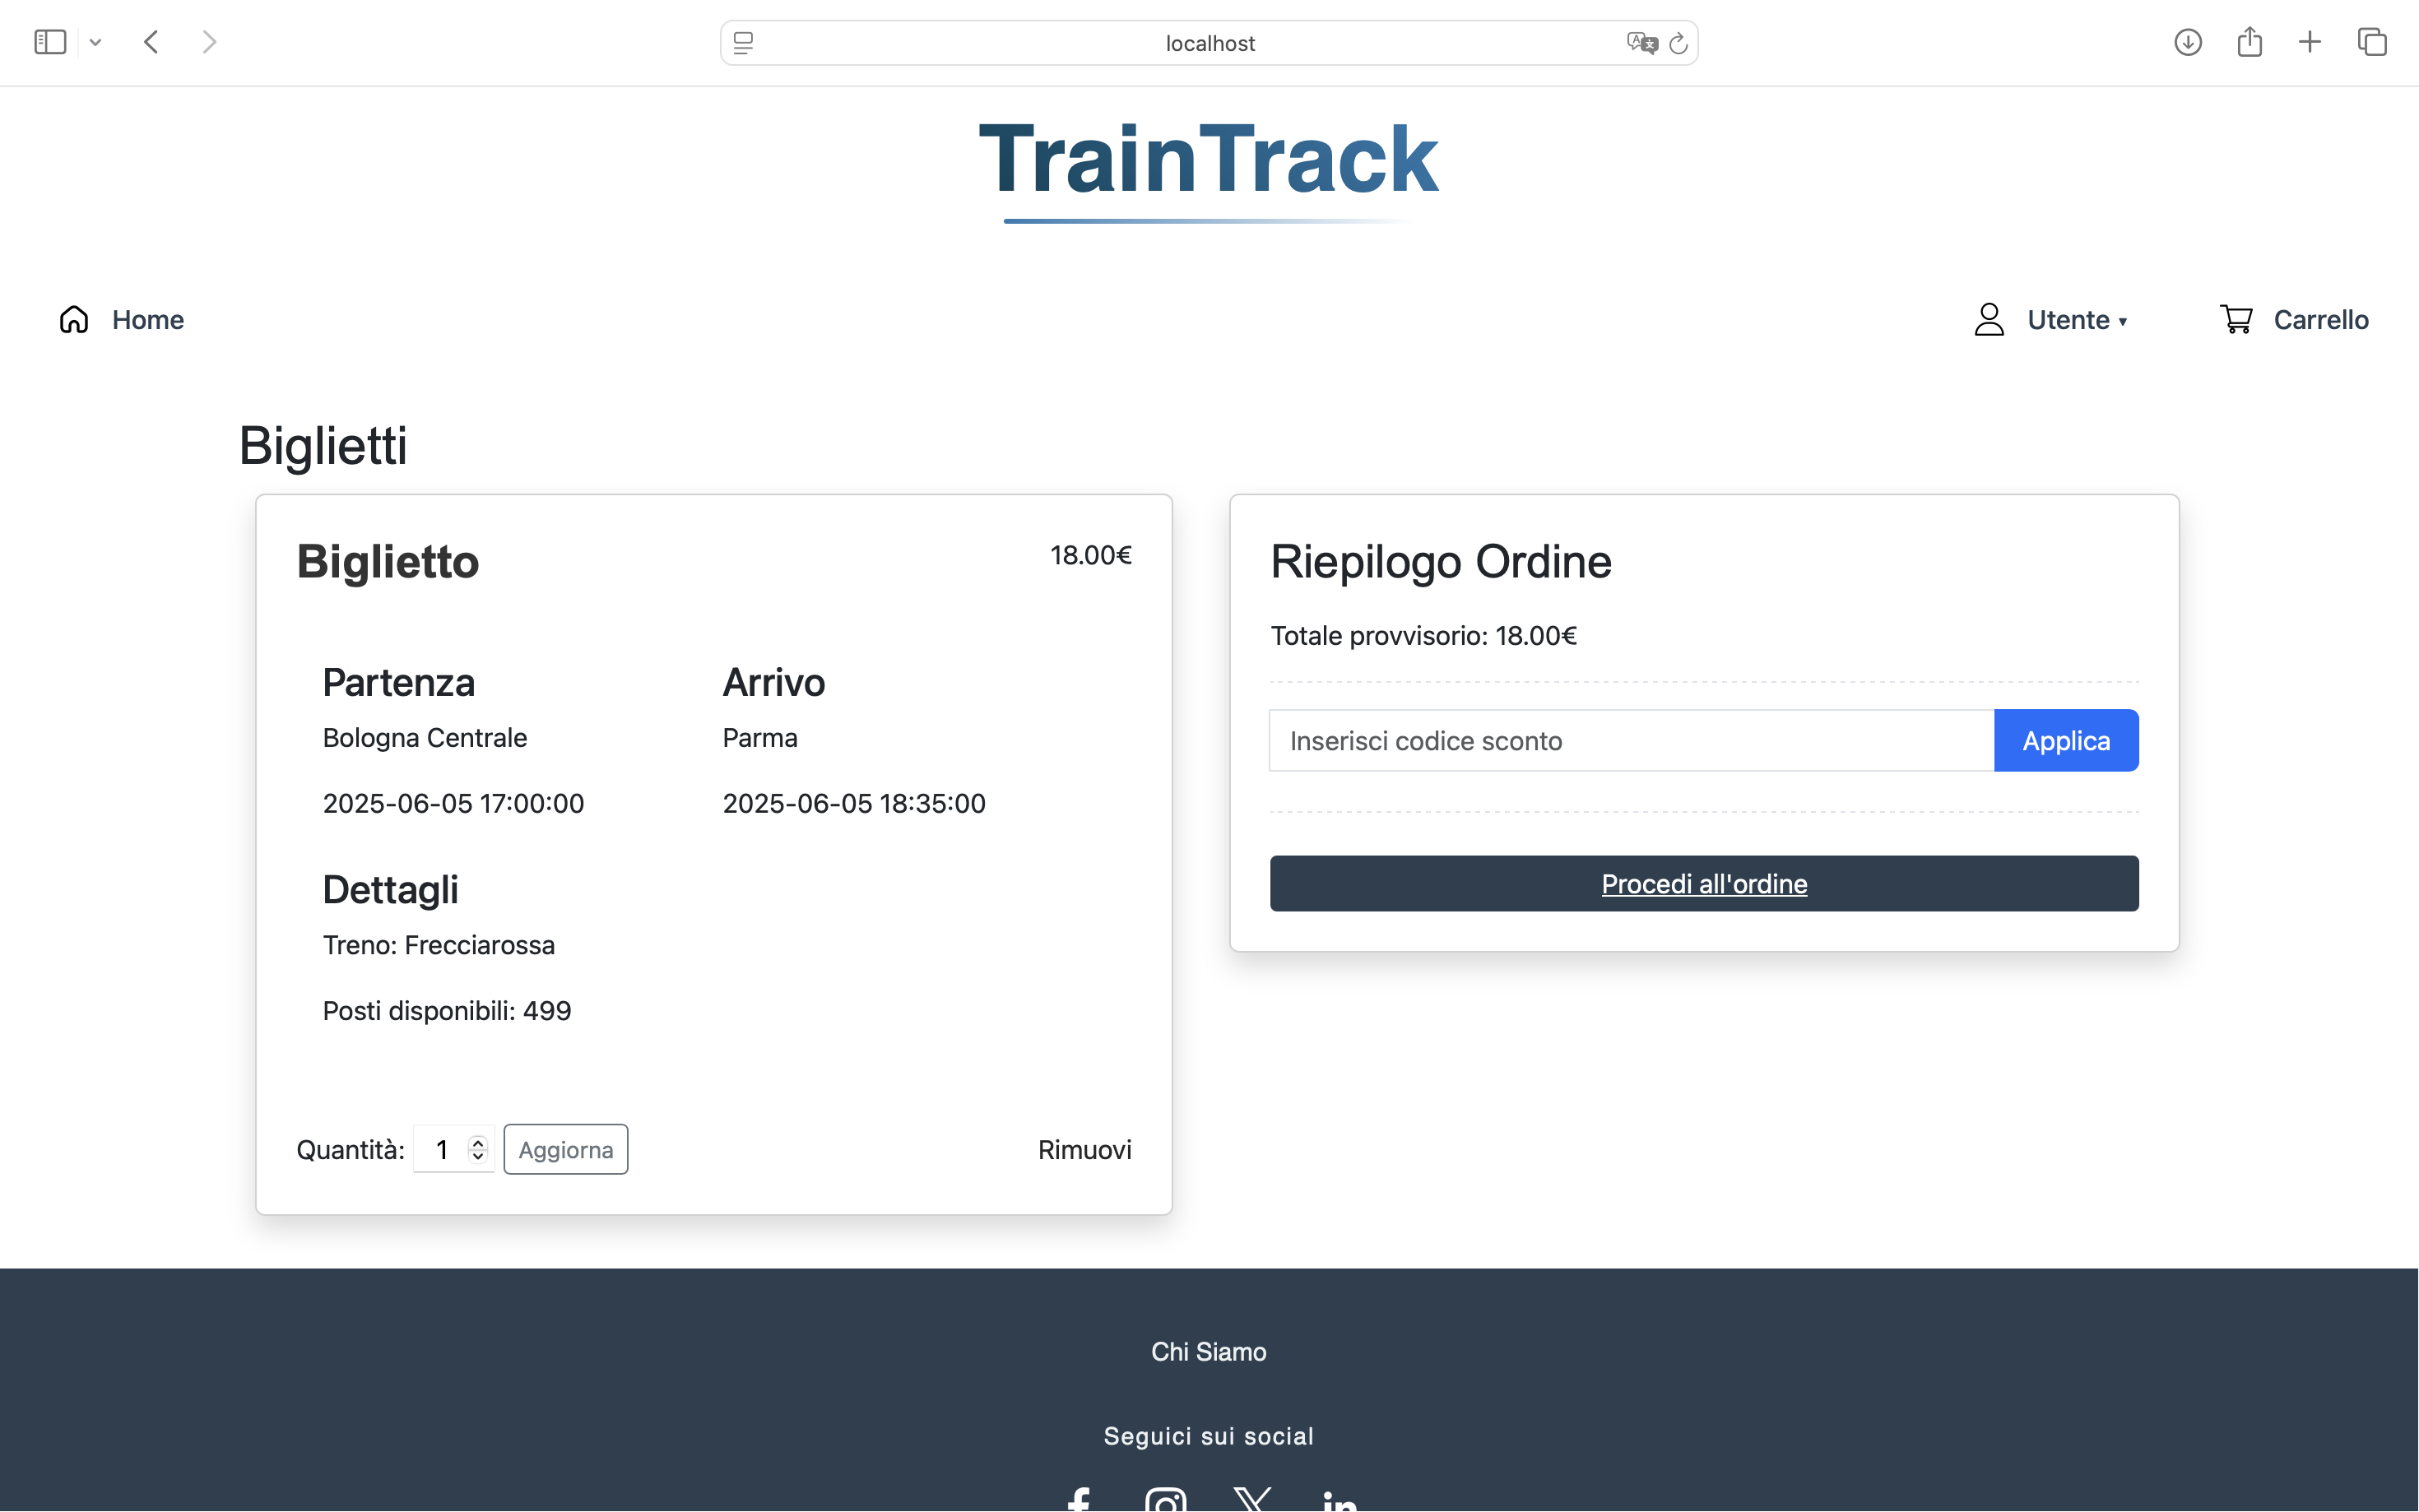 localhost
TrainTrack
Home
Utente ▾
Carrello
Biglietti
Biglietto
18.00€
Partenza
Arrivo
Bologna Centrale
Parma
2025-06-05 17:00:00
2025-06-05 18:35:00
Dettagli
Treno: Frecciarossa
Posti disponibili: 499
Quantità: 1 Aggiorna
Rimuovi
Riepilogo Ordine
Totale provvisorio: 18.00€
Inserisci codice sconto
Applica
Procedi all'ordine
Chi Siamo
Seguici sui social